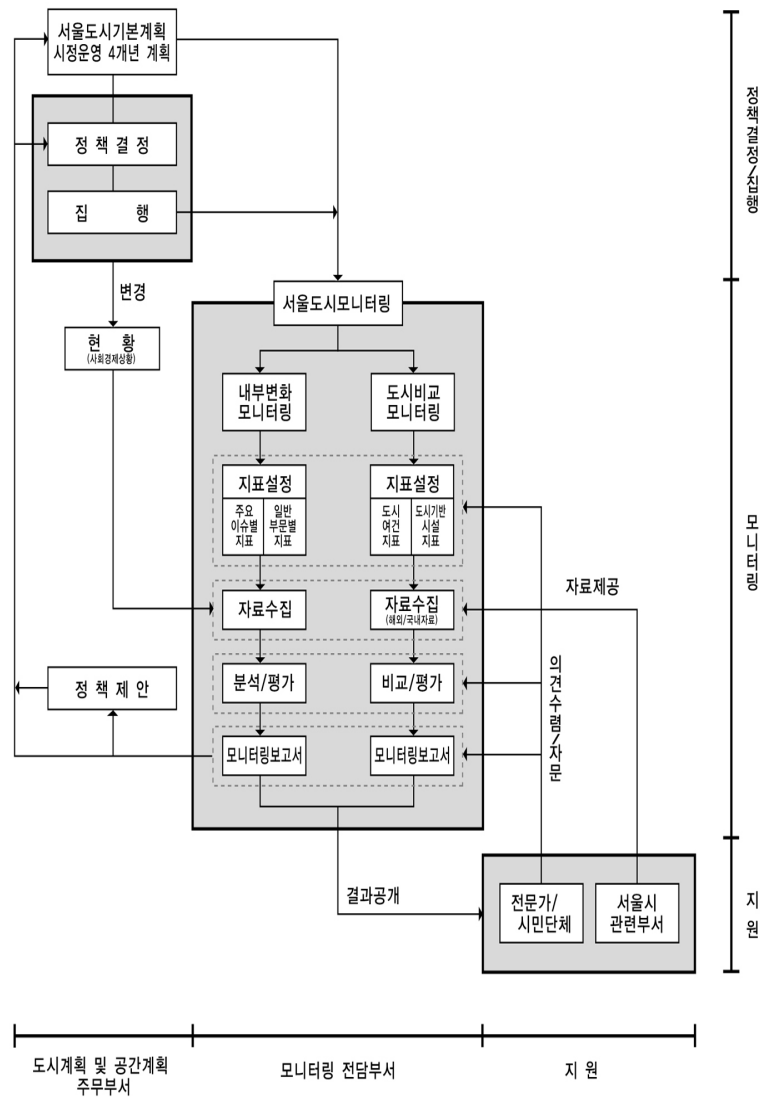 서울도시기본계획
시정운영 4개년 계획
정 책 결 정
집 행
변경
현 황
(사회경제상황)
서울도시모니터링
내부변화
모니터링
도시비교
모니터링
지표설정
주요
이슈별
지표
일반
부문별
지표
지표설정
도시
여건
지표
도시기반
시설
지표
자료수집
자료수집
(해외/국내자료)
자료제공
분석/평가
비교/평가
정 책 제 안
의견수렴/자문
모니터링보고서
모니터링보고서
결과공개
전문가/
시민단체
서울시
관련부서
정책결정/집행
모니터링
지 원
도시계획 및 공간계획
주무부서
모니터링 전담부서
지 원